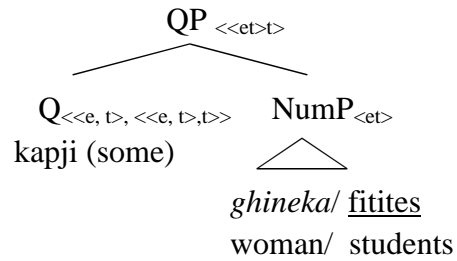 QP <<et>t>
Q<<e, t>, <<e, t>,t>> NumP<et>
kapji (some)
ghineka/ fitites
woman/ students